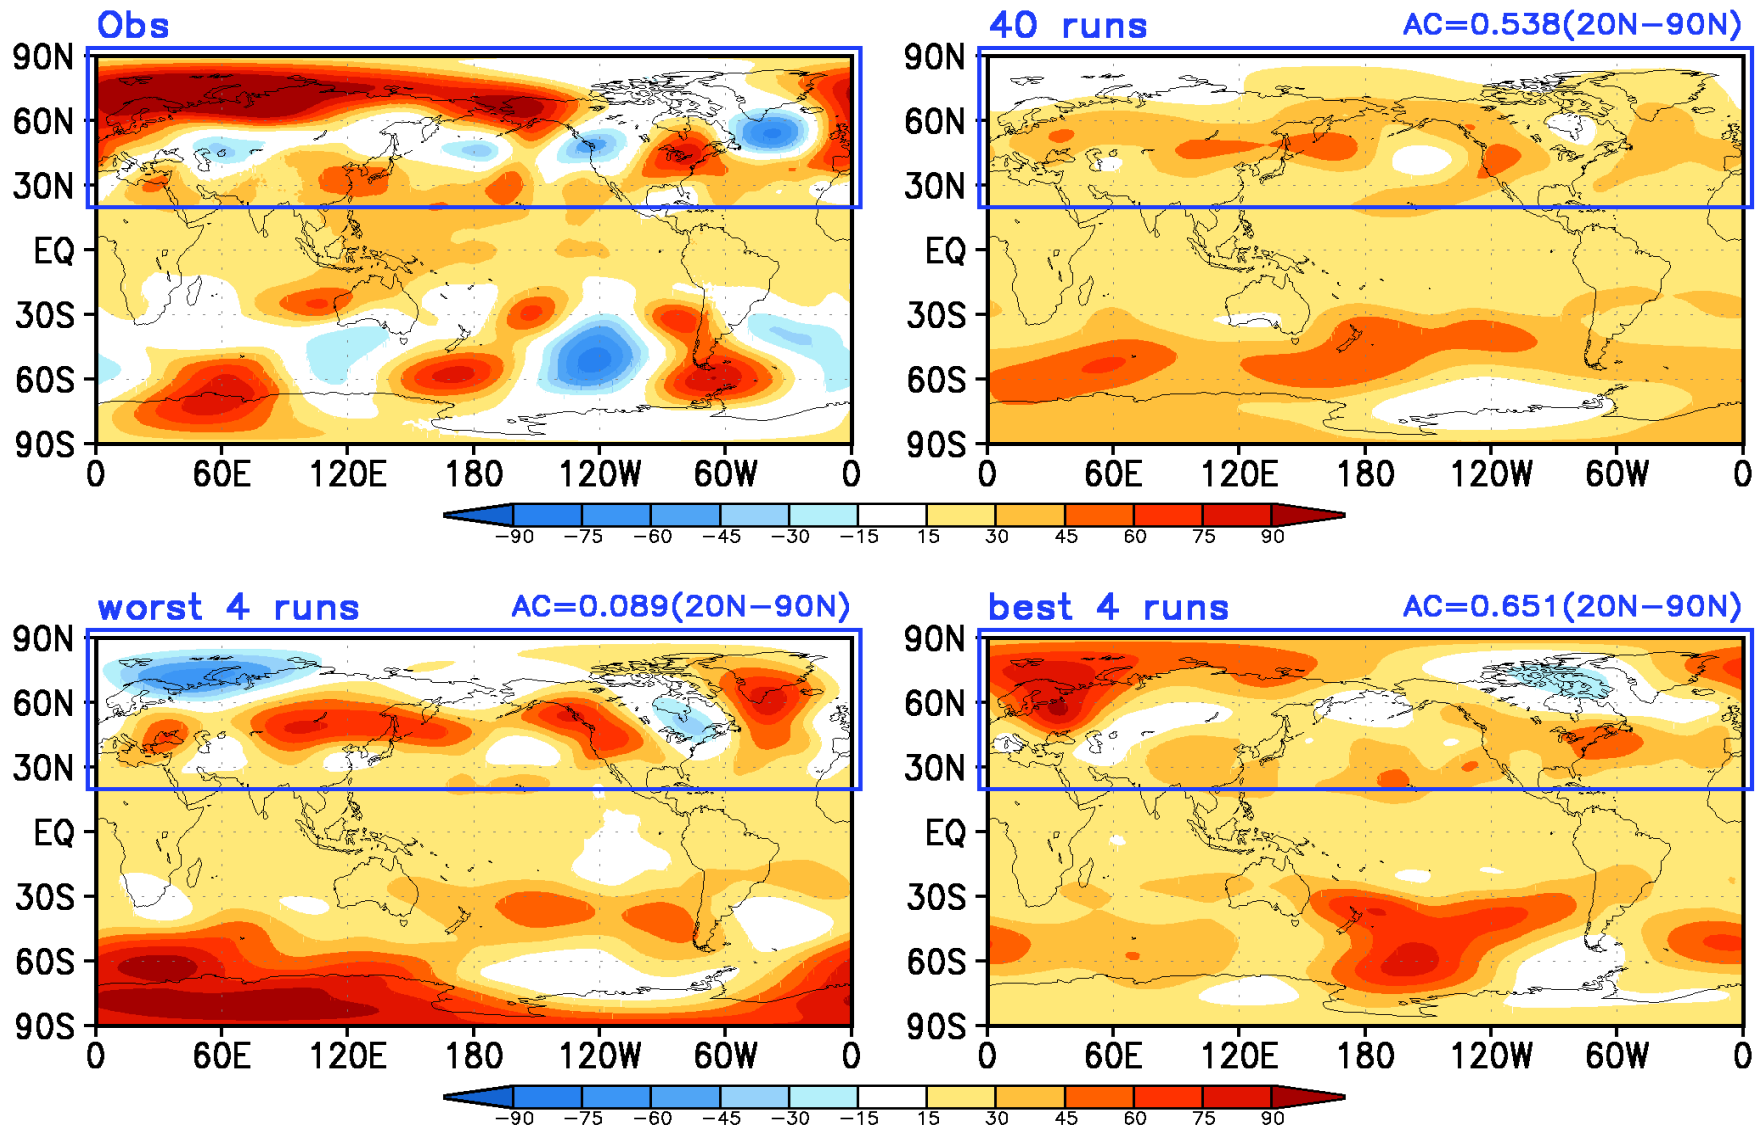 Obs
40 runs AC=0.538(20N−90N)
90N 90N
60N 60N
30N 30N
EQ EQ
30S 30S
60S 60S
90S 90S
0 60E 120E 180 120W 60W 0 0 60E 120E 180 120W 60W 0
−90 −75 −60 −45 −30 −15 15 30 45 60 75 90
worst 4 runs AC=0.089(20N−90N)
best 4 runs AC=0.651(20N−90N)
90N 90N
60N 60N
30N 30N
EQ EQ
30S 30S
60S 60S
90S 90S
0 60E 120E 180 120W 60W 0 0 60E 120E 180 120W 60W 0
−90 −75 −60 −45 −30 −15 15 30 45 60 75 90